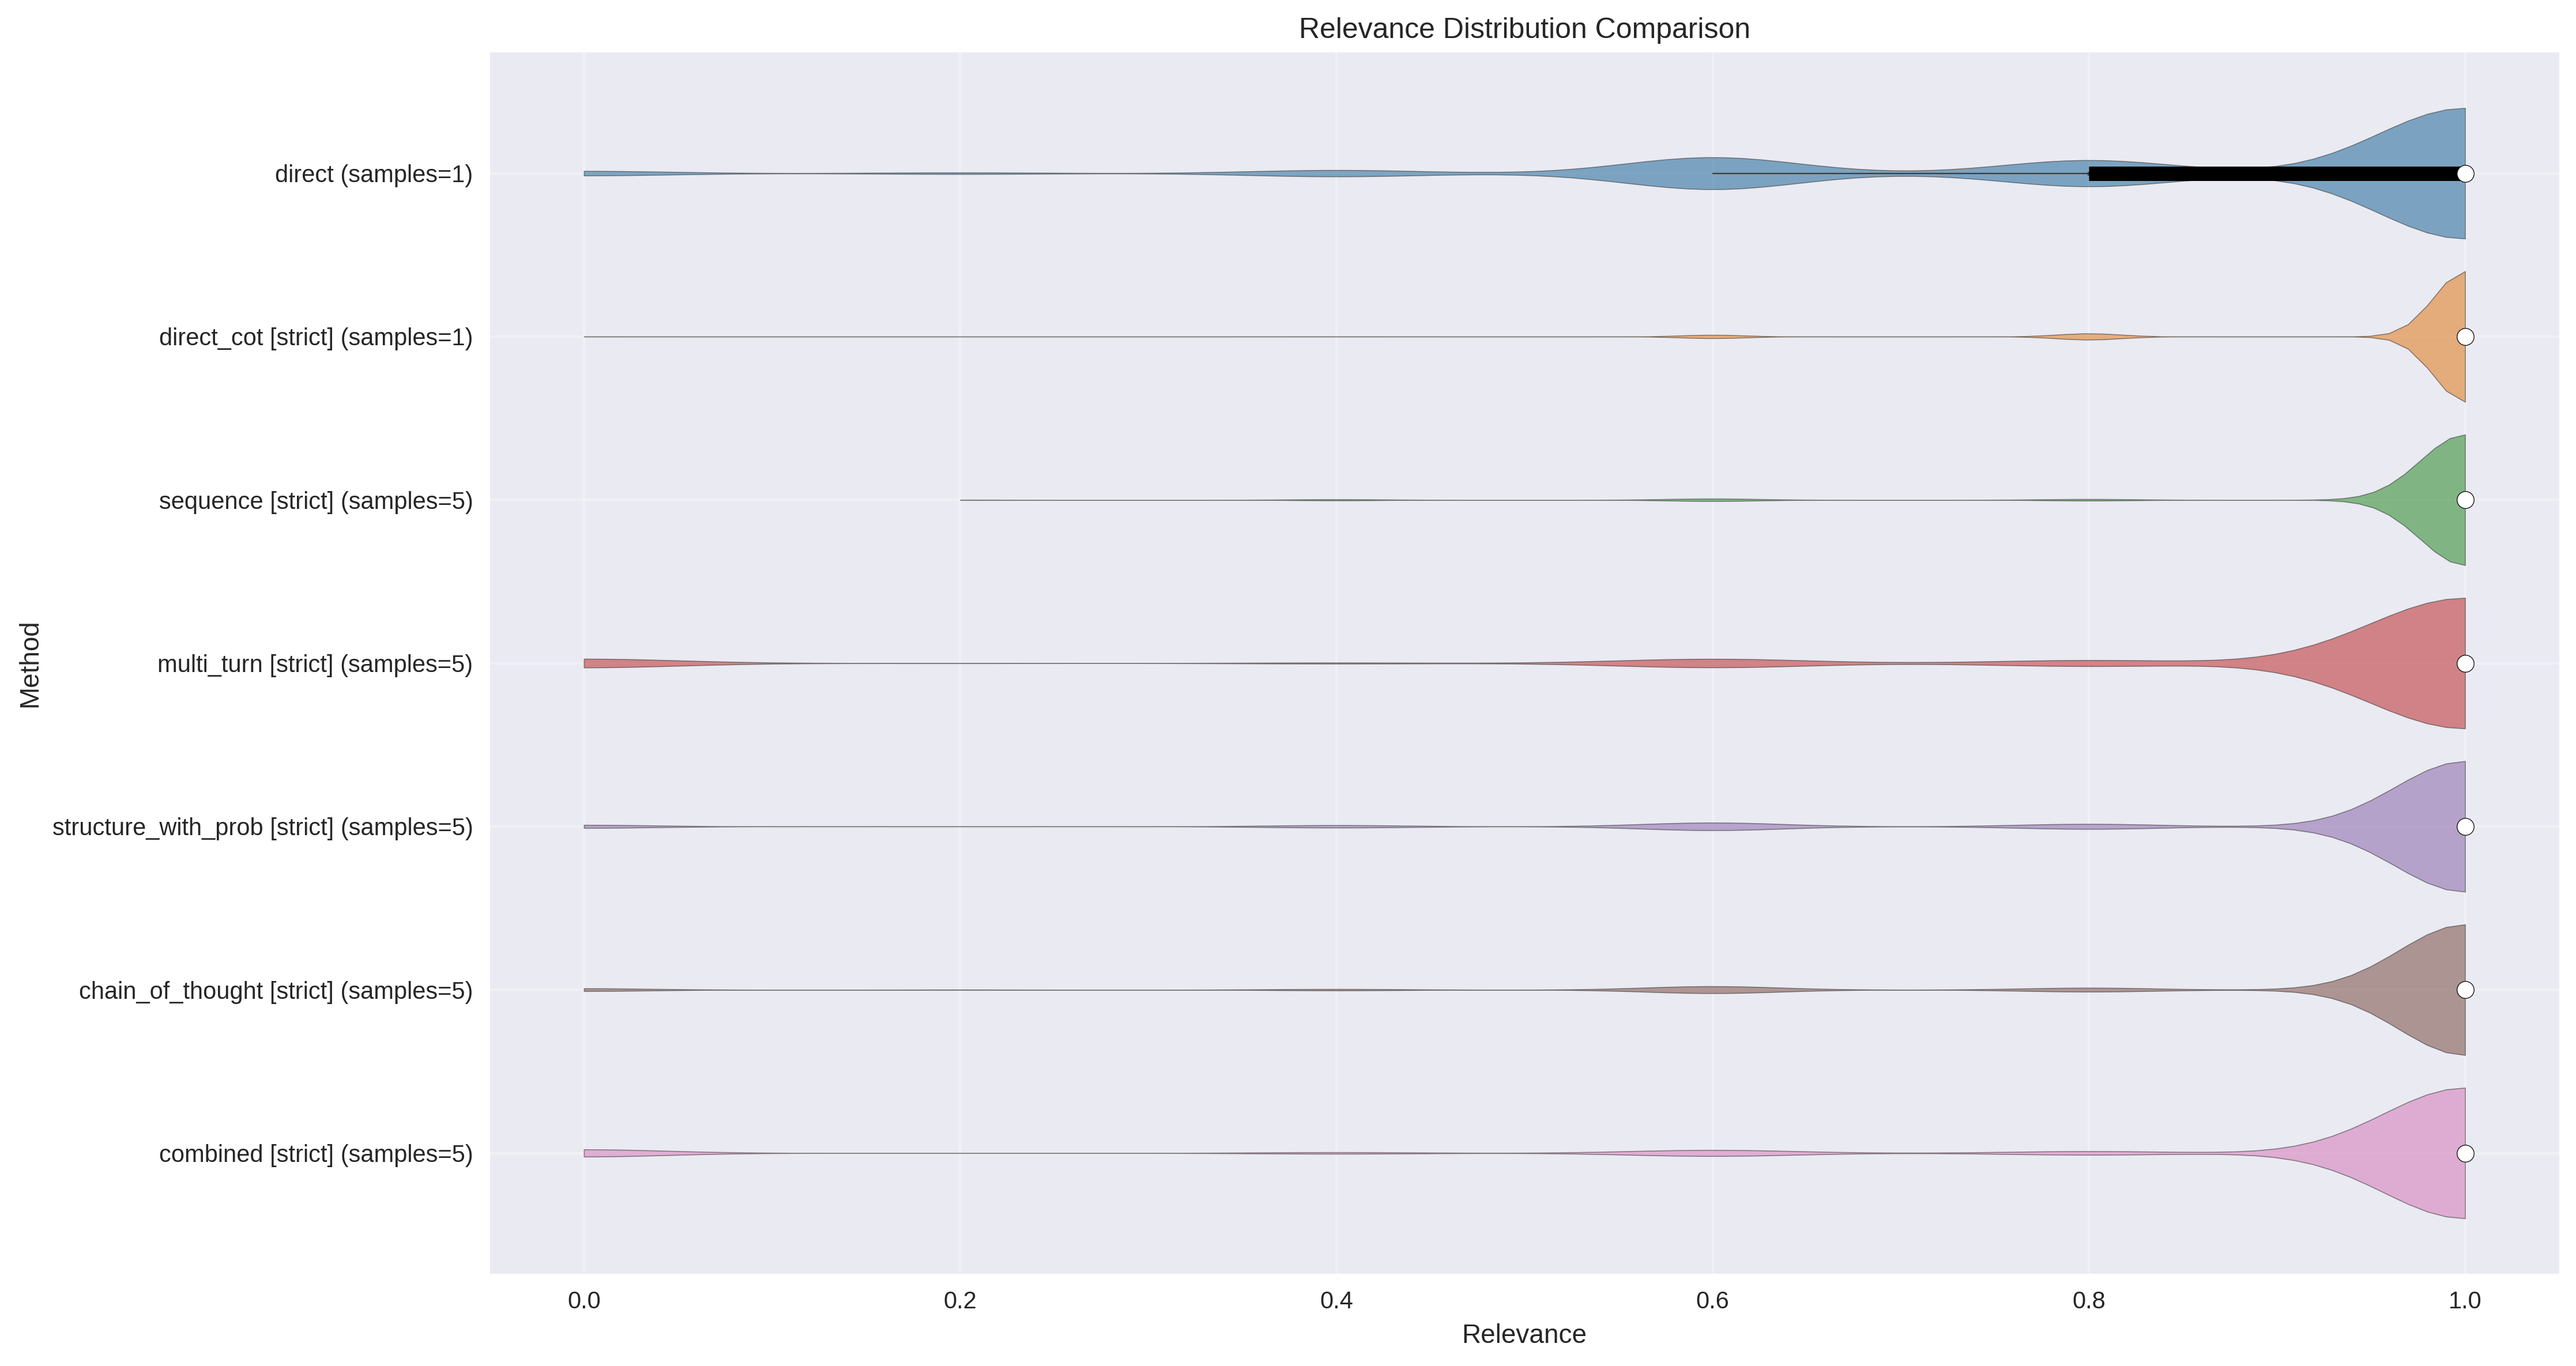 Relevance Distribution Comparison
direct (samples=1)
direct_cot [strict] (samples=1)
sequence [strict] (samples=5)
multi_turn [strict] (samples=5)
structure_with_prob [strict] (samples=5)
chain_of_thought [strict] (samples=5)
combined [strict] (samples=5)
Method
0.0 0.2 0.4 0.6 0.8 1.0
Relevance